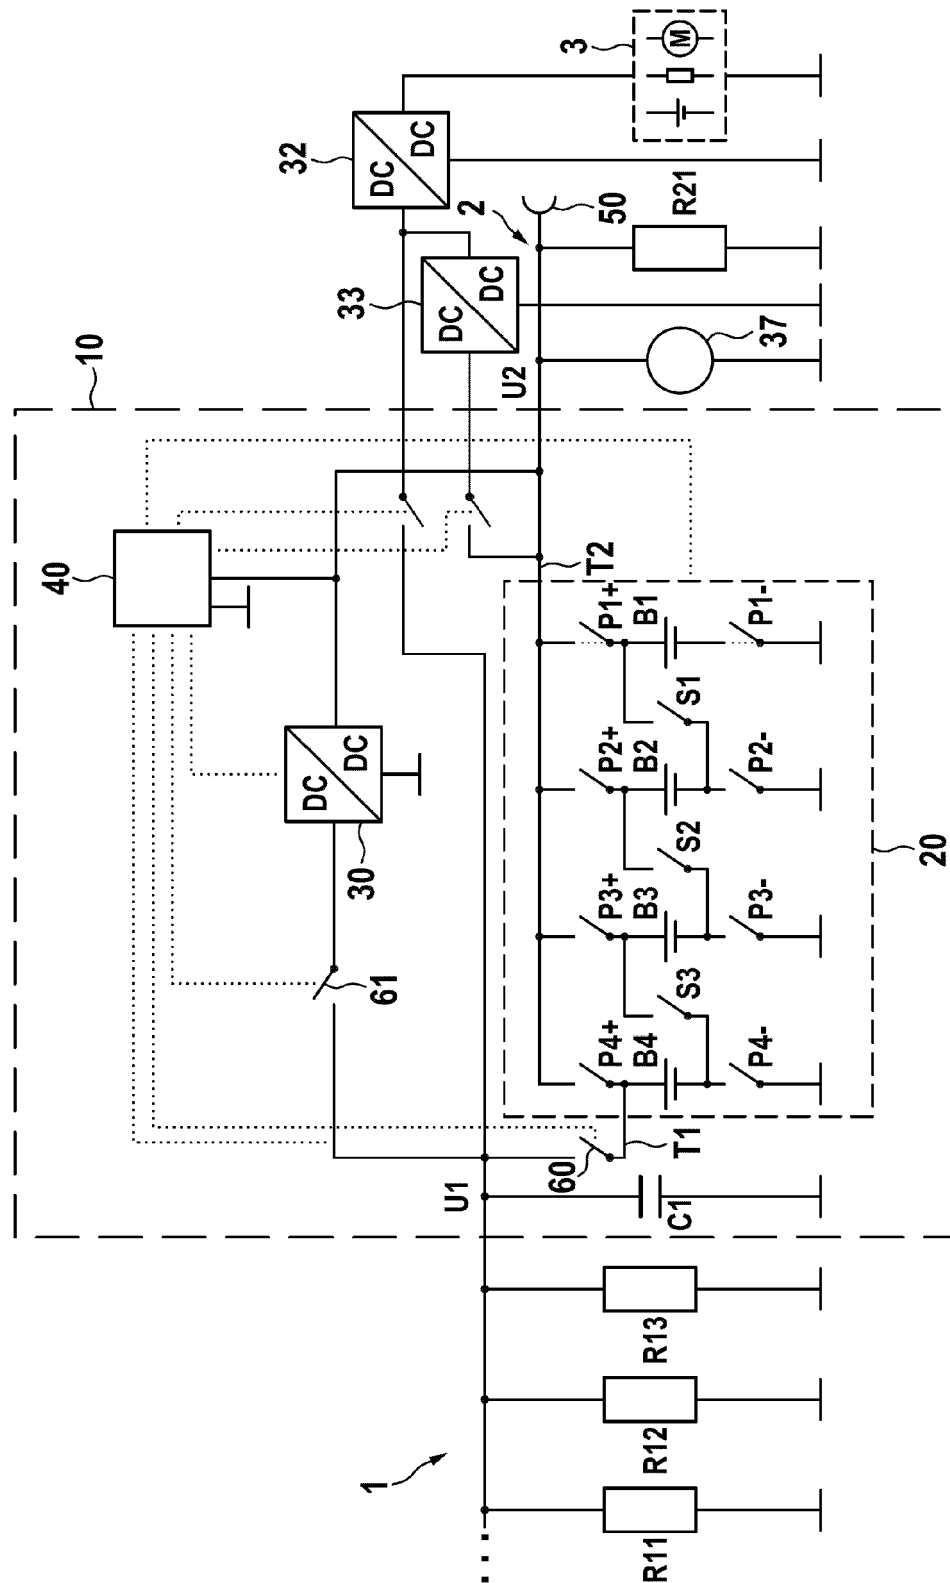 1
R11
R12
R13
U1
C1
60
T1
61
30
DC
DC
40
10
P4+
B4
P4-
S3
P3+
B3
P3-
S2
P2+
B2
P2-
S1
P1+
B1
P1-
20
T2
U2
33
DC
DC
32
DC
DC
2
37
R21
50
3
M